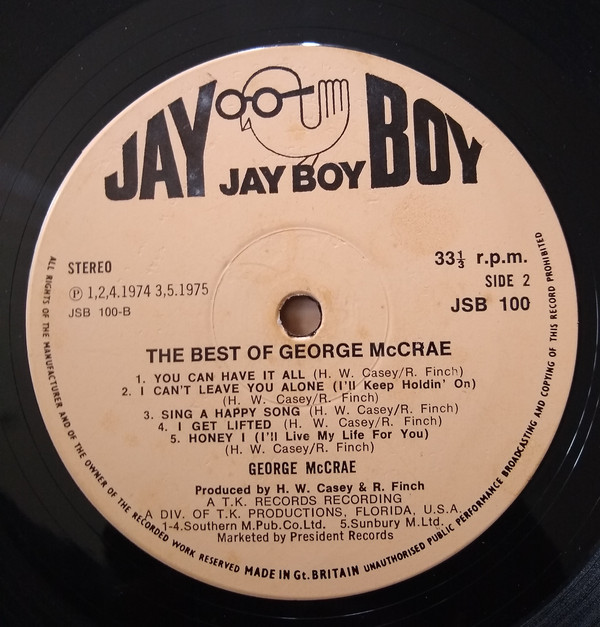 JAY BOY
JAY BOY
STEREO
Ⓟ 1,2,4.1974 3,5.1975
JSB 100-B
33⅓ r.p.m.
SIDE 2
JSB 100
THE BEST OF GEORGE McCRAE
1. YOU CAN HAVE IT ALL (H. W. Casey/R. Finch)
2. I CAN'T LEAVE YOU ALONE (I'll Keep Holdin' On)
(H. W. Casey/R. Finch)
3. SING A HAPPY SONG (H. W. Casey/R. Finch)
4. I GET LIFTED (H. W. Casey/R. Finch)
5. HONEY I (I'll Live My Life For You)
(H. W. Casey/R. Finch)
GEORGE McCRAE
Produced by H. W. Casey & R. Finch
A T.K. RECORDS RECORDING
A DIV. OF T.K. PRODUCTIONS, FLORIDA, U.S.A.
1-4.Southern M.Pub.Co.Ltd. 5.Sunbury M.Ltd.
Marketed by President Records
ALL RIGHTS OF THE MANUFACTURER AND OF THE OWNER OF THE RECORDED WORK RESERVED MADE IN Gt. BRITAIN UNAUTHORISED PUBLIC PERFORMANCE BROADCASTING AND COPYING OF THIS RECORD PROHIBITED